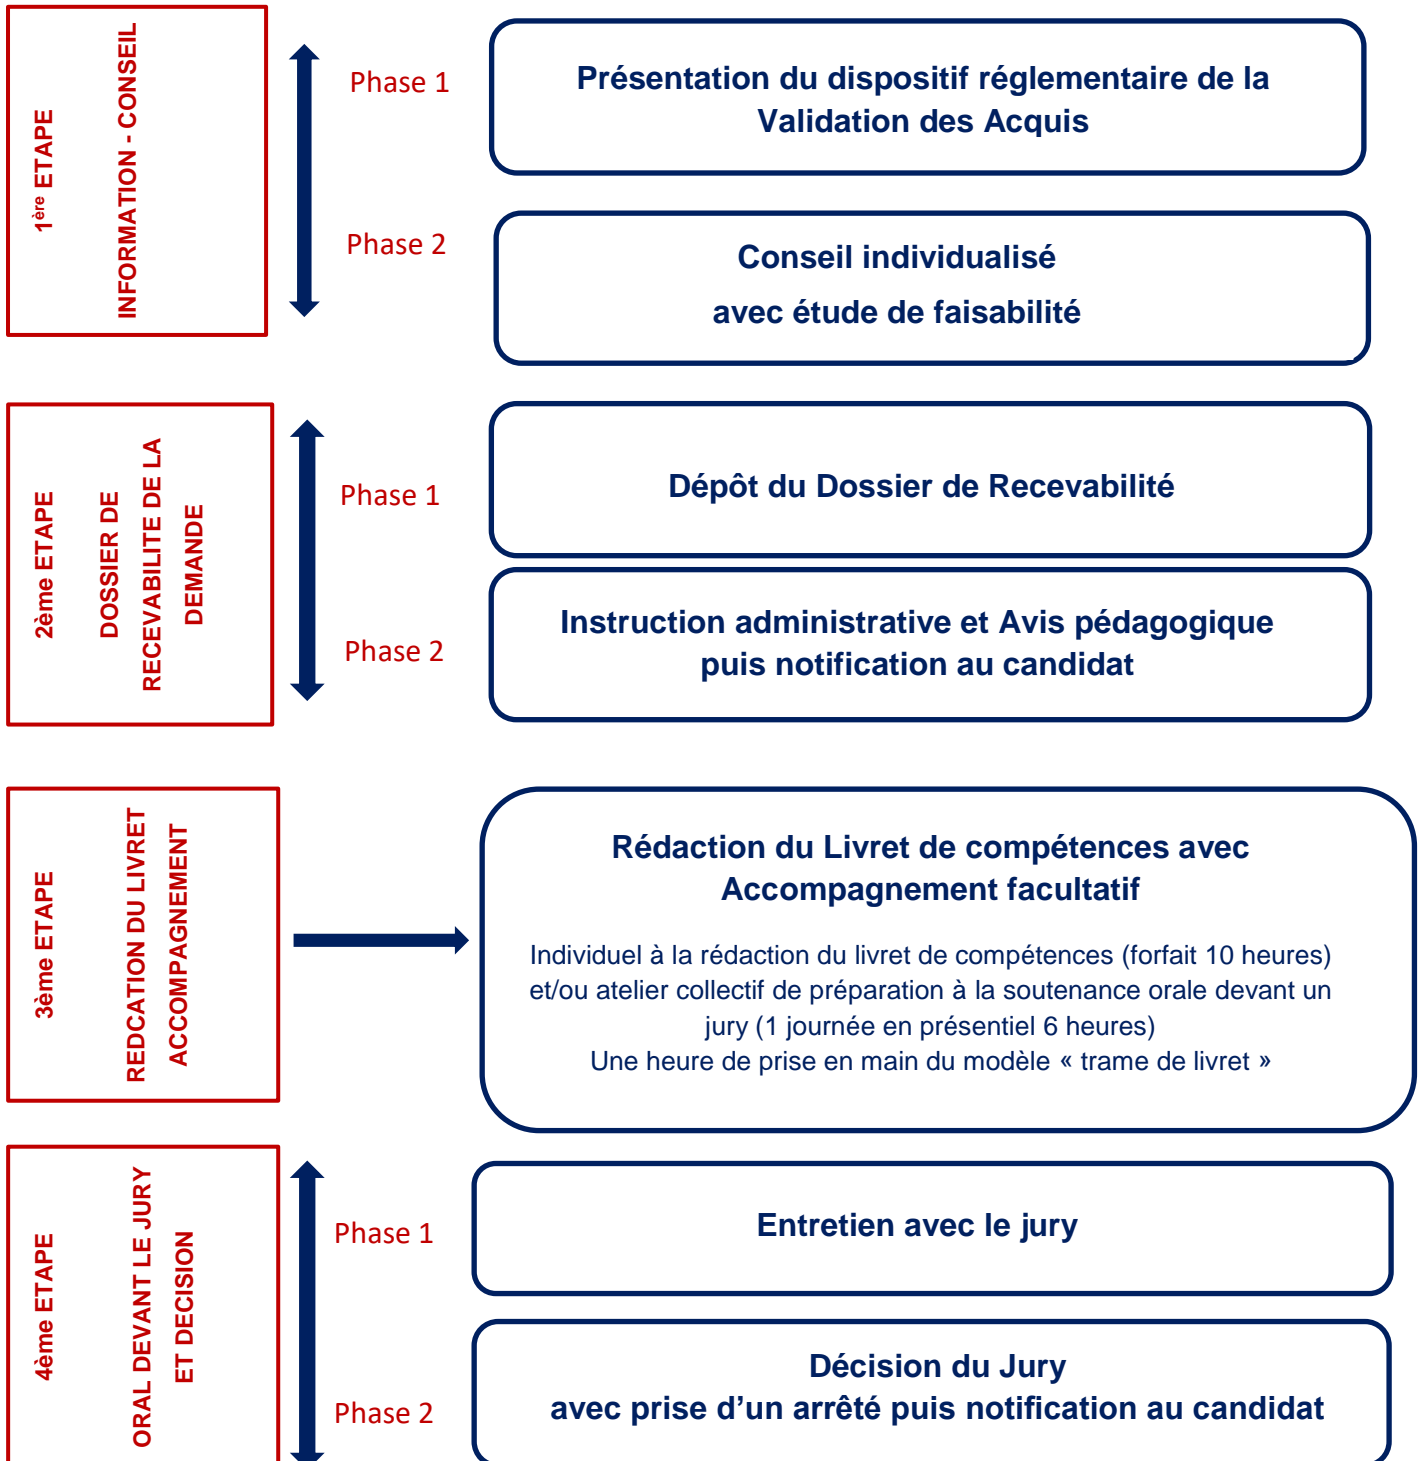 1ère ETAPE
INFORMATION - CONSEIL
Phase 1
Présentation du dispositif réglementaire de la
Validation des Acquis
Phase 2
Conseil individualisé
avec étude de faisabilité
2ème ETAPE
DOSSIER DE
RECEVABILITE DE LA
DEMANDE
Phase 1
Dépôt du Dossier de Recevabilité
Phase 2
Instruction administrative et Avis pédagogique
puis notification au candidat
3ème ETAPE
REDCATION DU LIVRET
ACCOMPAGNEMENT
Rédaction du Livret de compétences avec
Accompagnement facultatif
Individuel à la rédaction du livret de compétences (forfait 10 heures)
et/ou atelier collectif de préparation à la soutenance orale devant un
jury (1 journée en présentiel 6 heures)
Une heure de prise en main du modèle « trame de livret »
4ème ETAPE
ORAL DEVANT LE JURY
ET DECISION
Phase 1
Entretien avec le jury
Phase 2
Décision du Jury
avec prise d’un arrêté puis notification au candidat